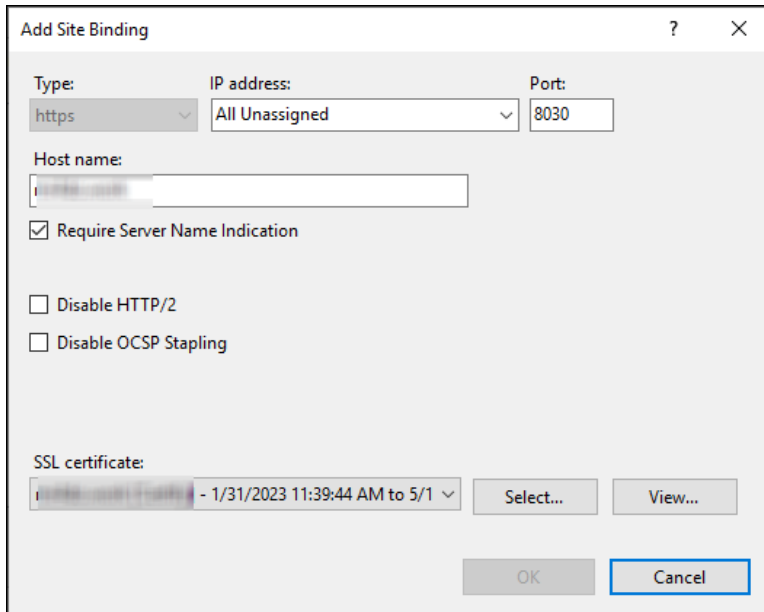 Add Site Binding ? ×
Type: IP address: Port:
https All Unassigned 8030
Host name:
Require Server Name Indication
Disable HTTP/2
Disable OCSP Stapling
SSL certificate:
- 1/31/2023 11:39:44 AM to 5/1 Select... View...
OK Cancel